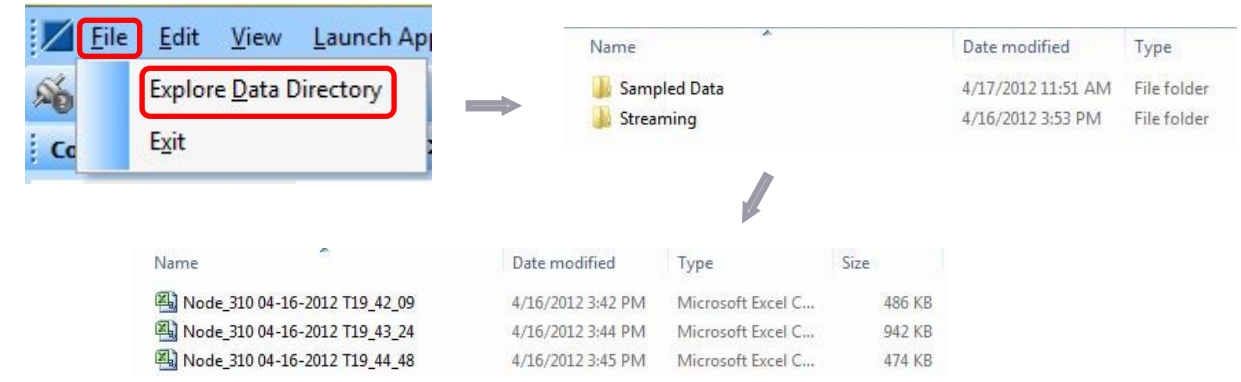 File Edit View Launch Ap
Explore Data Directory
Exit
Co
Name Date modified Type
Sampled Data 4/17/2012 11:51 AM File folder
Streaming 4/16/2012 3:53 PM File folder
Name Date modified Type Size
Node_310 04-16-2012 T19_42_09 4/16/2012 3:42 PM Microsoft Excel C... 486 KB
Node_310 04-16-2012 T19_43_24 4/16/2012 3:44 PM Microsoft Excel C... 942 KB
Node_310 04-16-2012 T19_44_48 4/16/2012 3:45 PM Microsoft Excel C... 474 KB